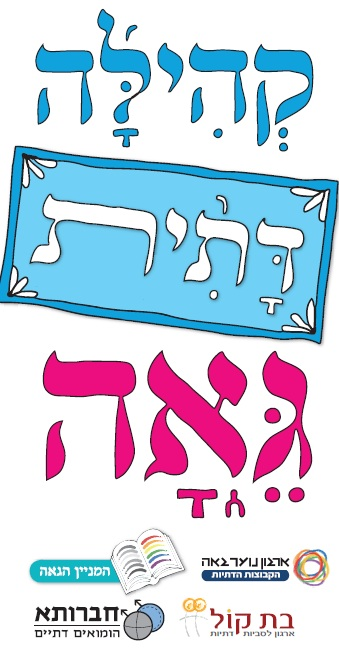 קְהִילָּה
דָּתִית
גֵּאָ֑ה
המניין הגאה
ארגון נוער גאה
הקבוצות הדתיות
חברותא
הומואים דתיים
בת קול
ארגון לסביות דתיות